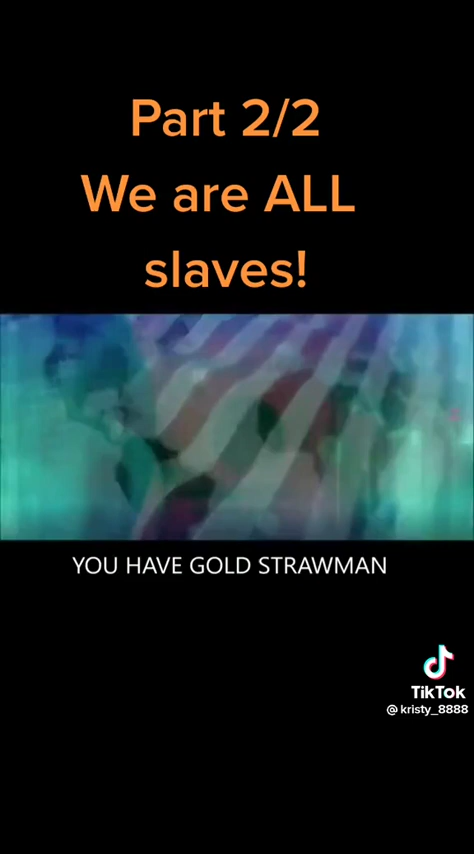 Part 2/2
We are ALL
slaves!
YOU HAVE GOLD STRAWMAN
TikTok
@kristy_8888